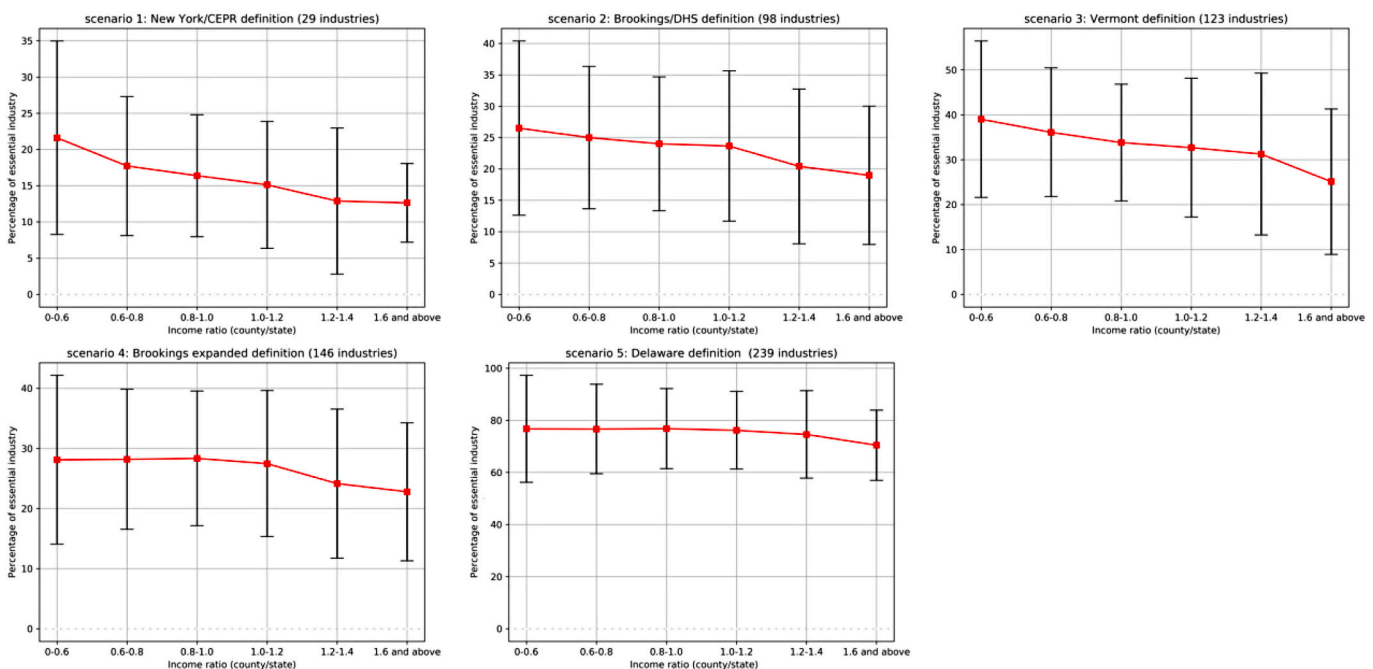 scenario 1: New York/CEPR definition (29 industries)
Percentage of essential industry
35
30
25
20
15
10
5
0
0-0.6 0.6-0.8 0.8-1.0 1.0-1.2 1.2-1.4 1.6 and above
Income ratio (county/state)
scenario 2: Brookings/DHS definition (98 industries)
Percentage of essential industry
40
35
30
25
20
15
10
5
0
0-0.6 0.6-0.8 0.8-1.0 1.0-1.2 1.2-1.4 1.6 and above
Income ratio (county/state)
scenario 3: Vermont definition (123 industries)
Percentage of essential industry
50
40
30
20
10
0
0-0.6 0.6-0.8 0.8-1.0 1.0-1.2 1.2-1.4 1.6 and above
Income ratio (county/state)
scenario 4: Brookings expanded definition (146 industries)
Percentage of essential industry
40
30
20
10
0
0-0.6 0.6-0.8 0.8-1.0 1.0-1.2 1.2-1.4 1.6 and above
Income ratio (county/state)
scenario 5: Delaware definition (239 industries)
Percentage of essential industry
100
80
60
40
20
0
0-0.6 0.6-0.8 0.8-1.0 1.0-1.2 1.2-1.4 1.6 and above
Income ratio (county/state)